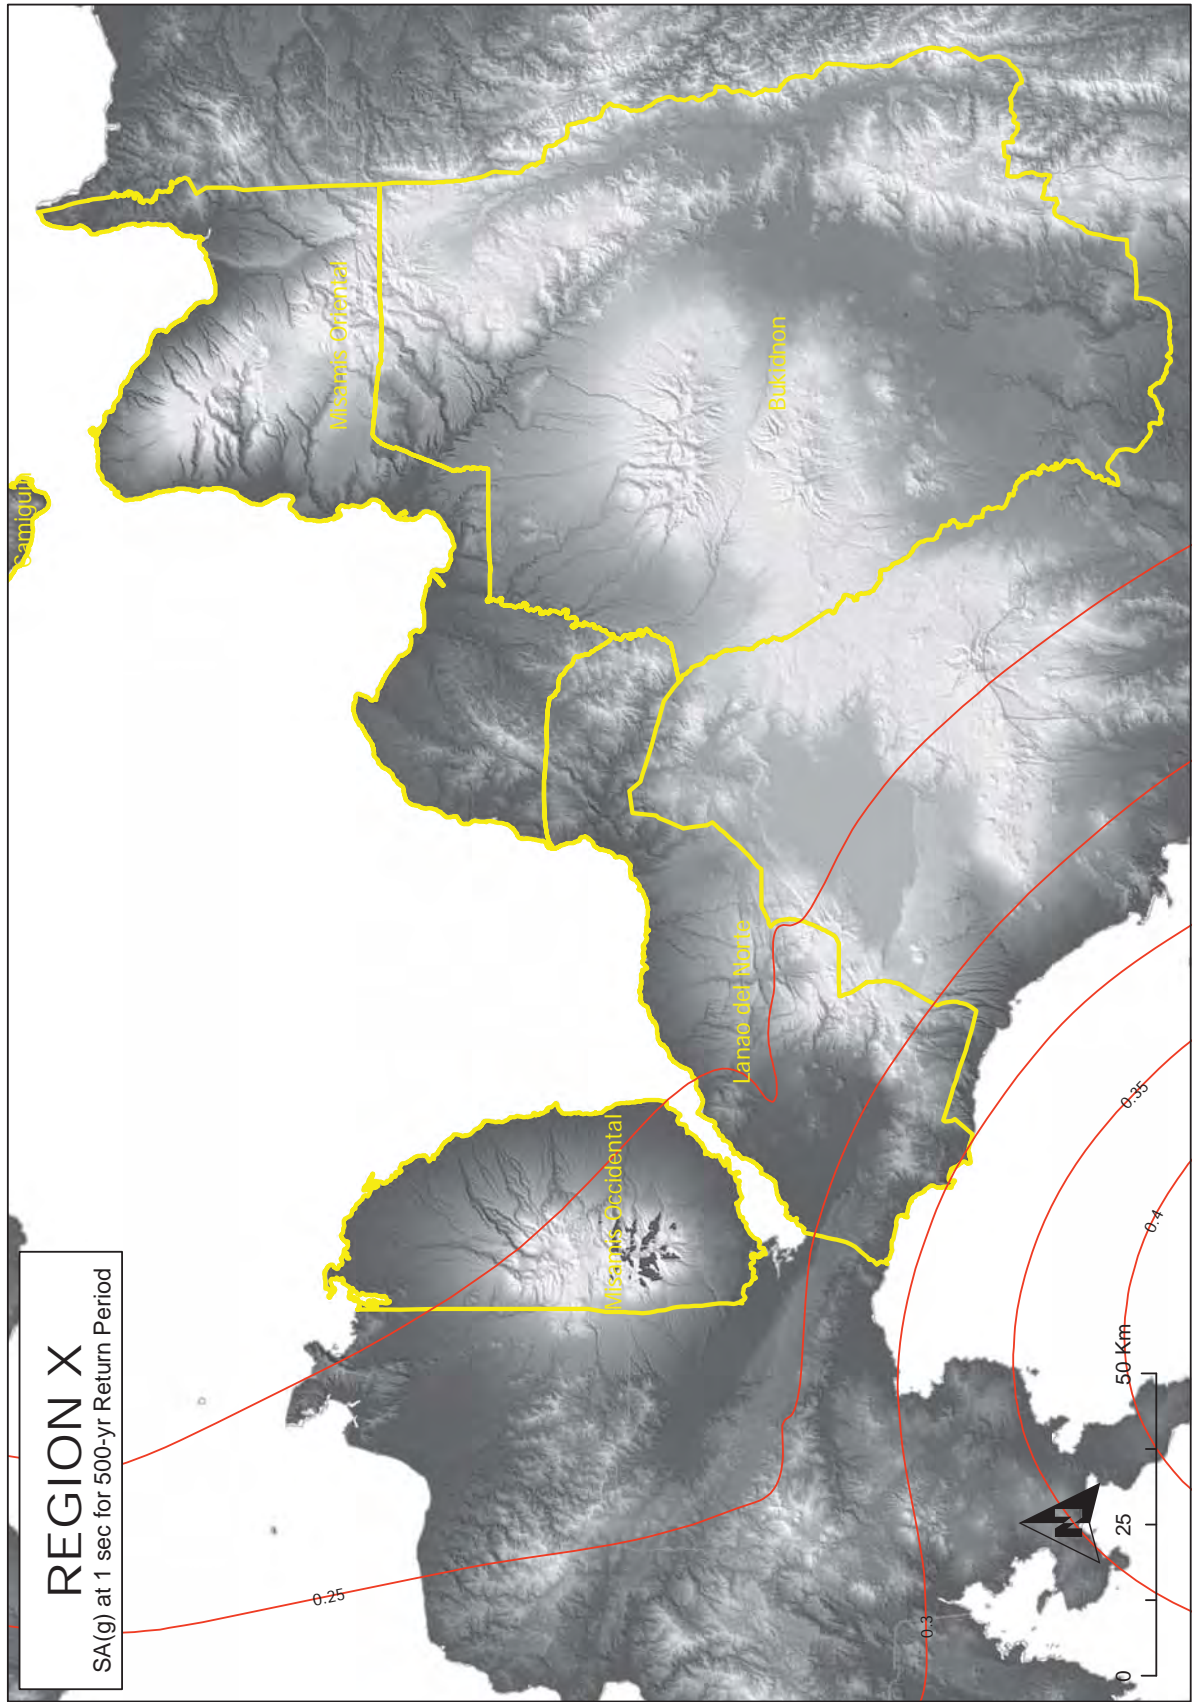 REGION X
SA(g) at 1 sec for 500-yr Return Period
Camiguin
Misamis Oriental
Bukidnon
Lanao del Norte
Misamis Occidental
0.25
0.3
0.35
0.4
N
0
25
50 Km